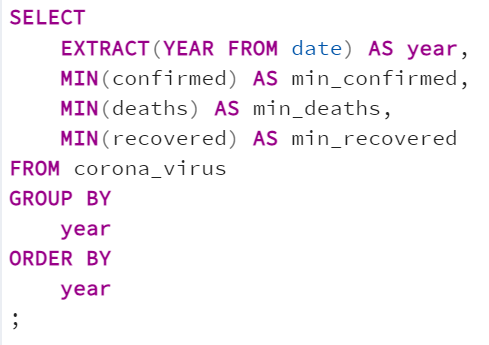 SELECT
    EXTRACT(YEAR FROM date) AS year,
    MIN(confirmed) AS min_confirmed,
    MIN(deaths) AS min_deaths,
    MIN(recovered) AS min_recovered
FROM corona_virus
GROUP BY
    year
ORDER BY
    year
;